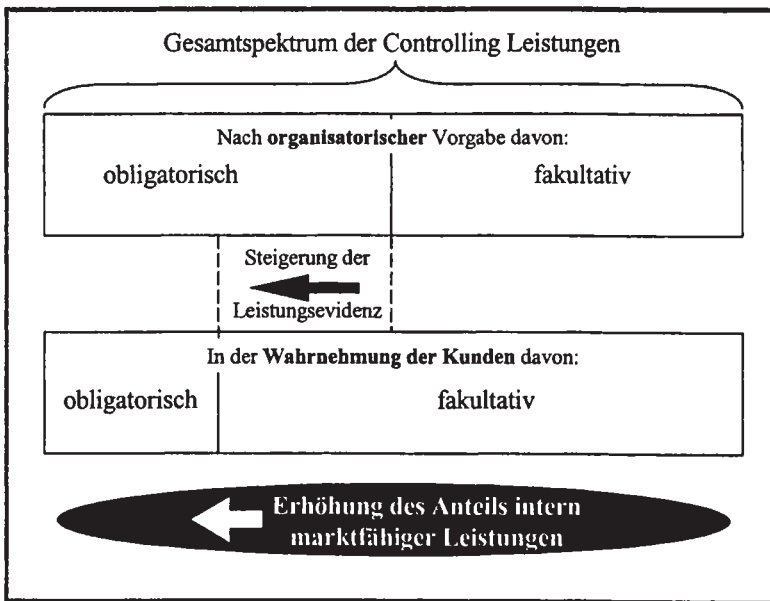 Gesamtspektrum der Controlling Leistungen
Nach organisatorischer Vorgabe davon:
obligatorisch fakultativ
Steigerung der
Leistungsevidenz
In der Wahrnehmung der Kunden davon:
obligatorisch fakultativ
Erhöhung des Anteils intern
marktfähiger Leistungen